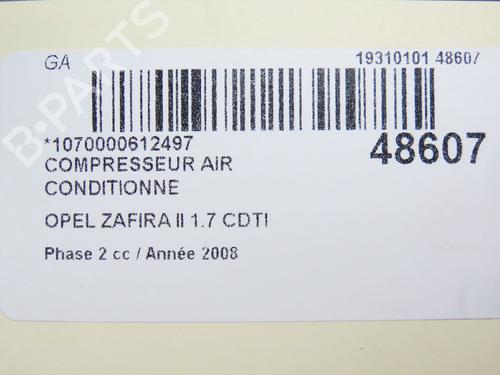 GA
19310101 48607
*1070000612497
48607
COMPRESSEUR AIR
CONDITIONNE
OPEL ZAFIRA II 1.7 CDTI
Phase 2 cc / Année 2008
B-PARTS